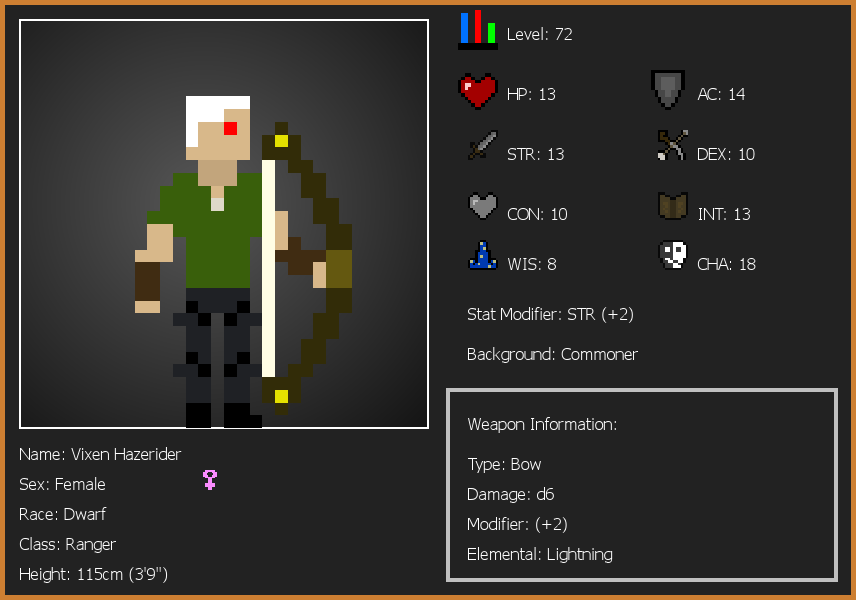 Level: 72
HP: 13
AC: 14
STR: 13
DEX: 10
CON: 10
INT: 13
WIS: 8
CHA: 18
Stat Modifier: STR (+2)
Background: Commoner
Weapon Information:
Type: Bow
Damage: d6
Modifier: (+2)
Elemental: Lightning
Name: Vixen Hazerider
Sex: Female
Race: Dwarf
Class: Ranger
Height: 115cm (3'9")